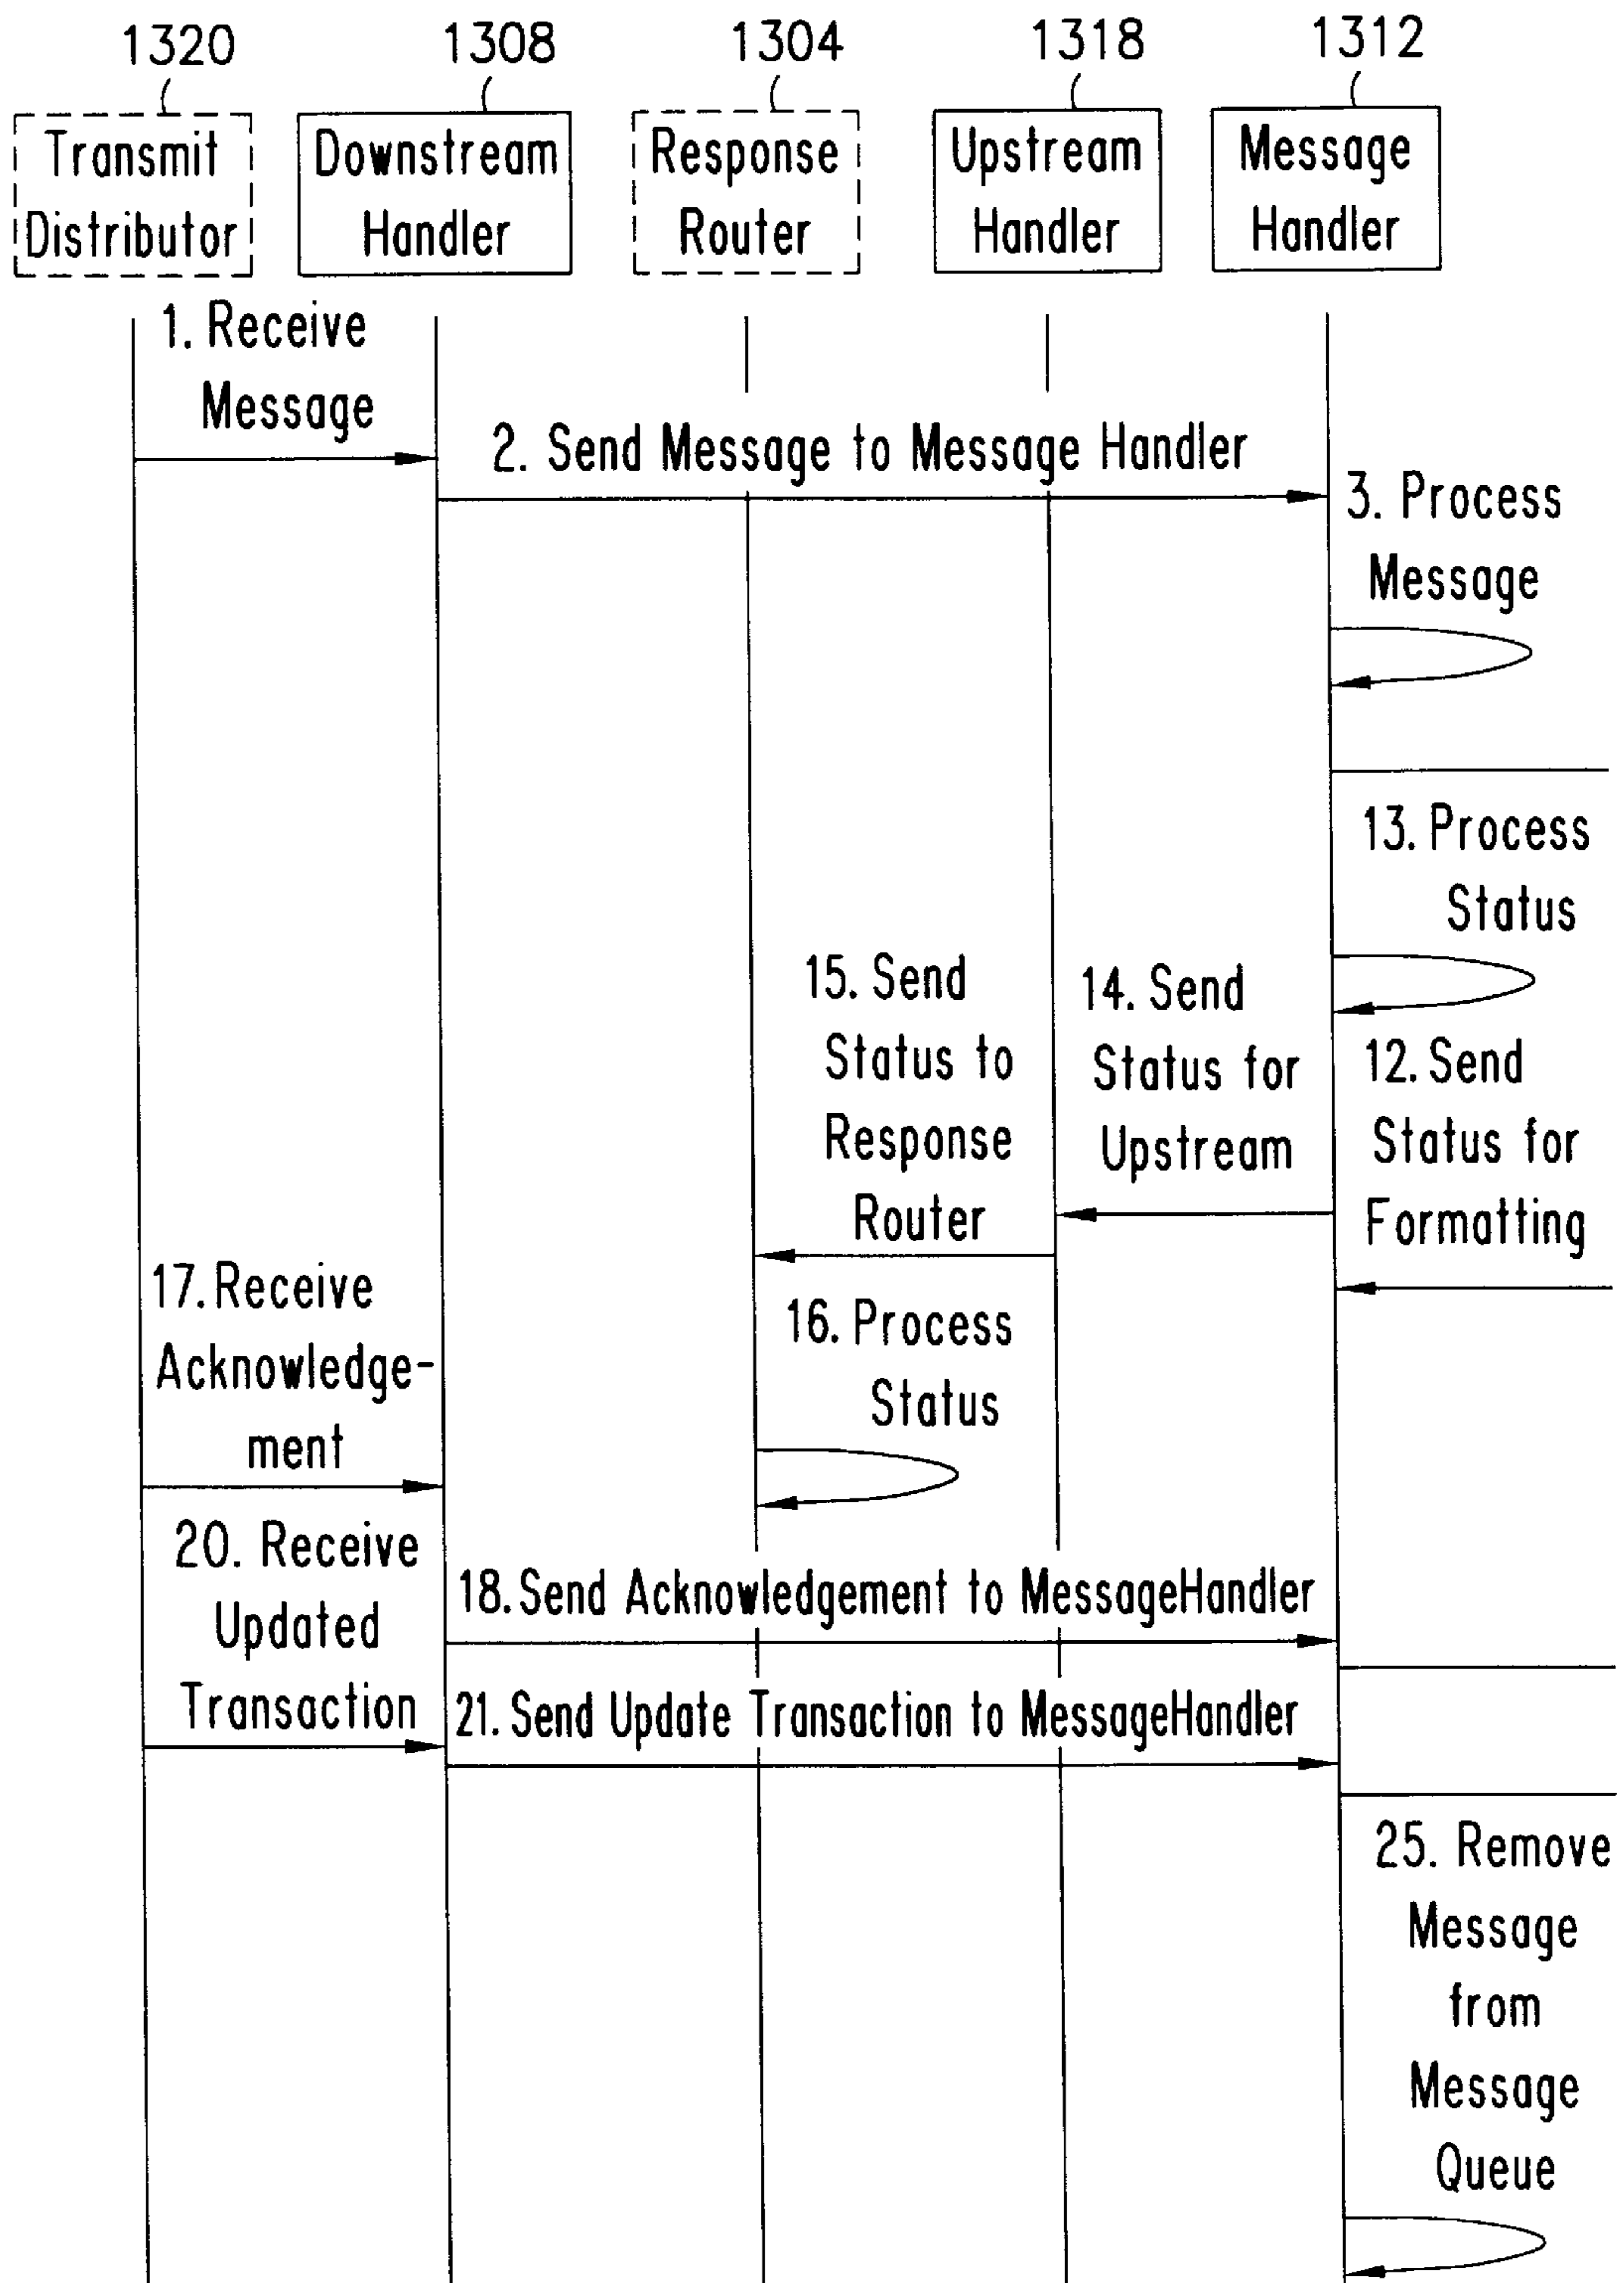 1320
1308
1304
1318
1312
Transmit
Distributor
Downstream
Handler
Response
Router
Upstream
Handler
Message
Handler
1. Receive
Message
2. Send Message to Message Handler
3. Process
Message
13. Process
Status
15. Send
Status to
Response
Router
14. Send
Status for
Upstream
12. Send
Status for
Formatting
17. Receive
Acknowledge-
ment
16. Process
Status
20. Receive
Updated
Transaction
18. Send Acknowledgement to MessageHandler
21. Send Update Transaction to MessageHandler
25. Remove
Message
from
Message
Queue